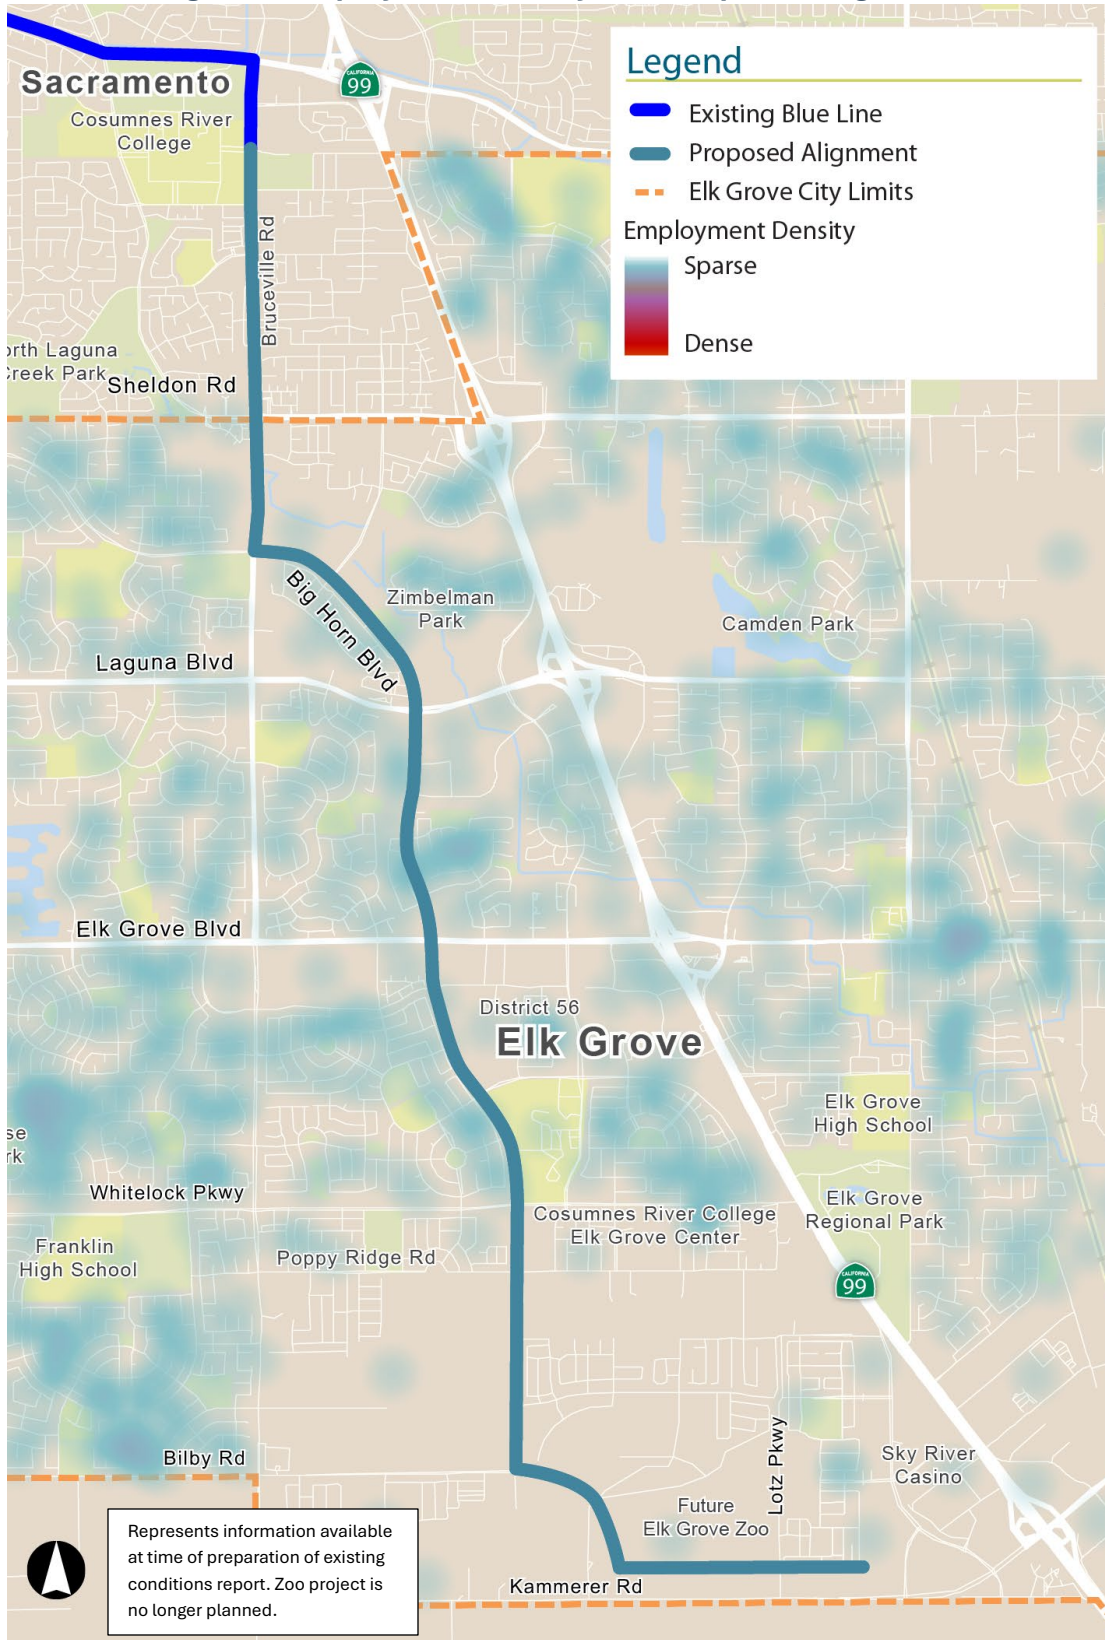 Legend
Existing Blue Line
Proposed Alignment
Elk Grove City Limits
Employment Density
Sparse
Dense
CALIFORNIA
99
Sacramento
Cosumnes River
College
Bruceville Rd
orth Laguna
Creek Park
Sheldon Rd
Big Horn Blvd
Zimbelman
Park
Camden Park
Laguna Blvd
Elk Grove Blvd
District 56
Elk Grove
Elk Grove
High School
se
rk
Whitelock Pkwy
Elk Grove
Regional Park
Cosumnes River College
Elk Grove Center
Franklin
High School
Poppy Ridge Rd
CALIFORNIA
99
Bilby Rd
Lotz Pkwy
Sky River
Casino
Future
Elk Grove Zoo
Kammerer Rd
Represents information available
at time of preparation of existing
conditions report. Zoo project is
no longer planned.